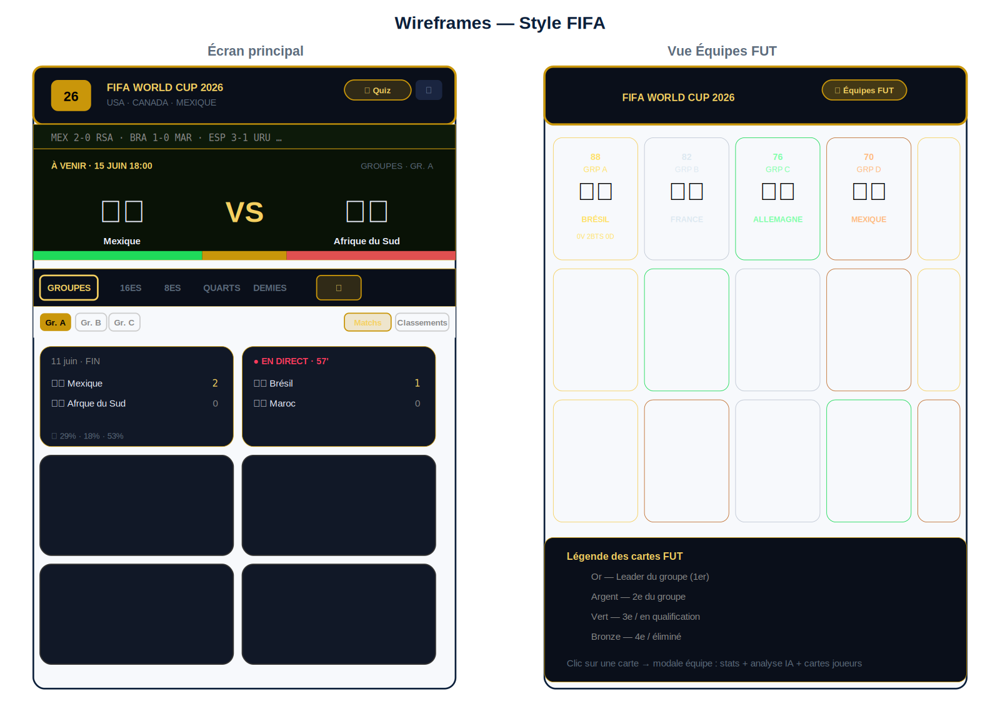 Wireframes — Style FIFA
Écran principal
26
FIFA WORLD CUP 2026
USA · CANADA · MEXIQUE
Quiz
MEX 2-0 RSA · BRA 1-0 MAR · ESP 3-1 URU …
À VENIR · 15 JUIN 18:00
GROUPES · GR. A
VS
Mexique
Afrique du Sud
GROUPES
16ES
8ES
QUARTS
DEMIES
Gr. A
Gr. B
Gr. C
Matchs
Classements
11 juin · FIN
Mexique 2
Afrque du Sud 0
29% · 18% · 53%
● EN DIRECT · 57'
Brésil 1
Maroc 0
Vue Équipes FUT
FIFA WORLD CUP 2026
Équipes FUT
88
GRP A
BRÉSIL
0V 2BTS 0D
82
GRP B
FRANCE
76
GRP C
ALLEMAGNE
70
GRP D
MEXIQUE
Légende des cartes FUT
Or — Leader du groupe (1er)
Argent — 2e du groupe
Vert — 3e / en qualification
Bronze — 4e / éliminé
Clic sur une carte → modale équipe : stats + analyse IA + cartes joueurs